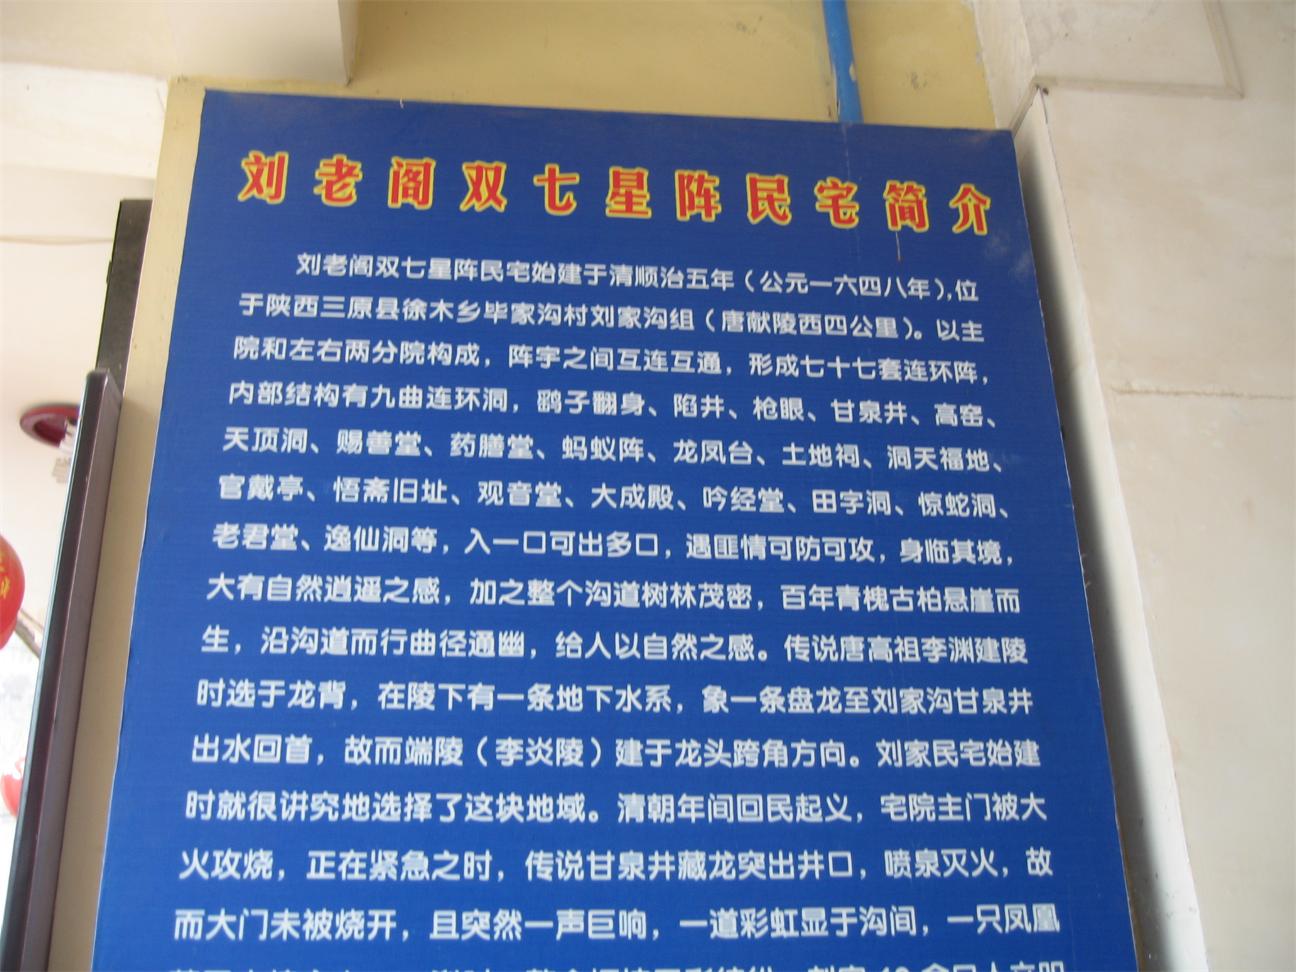 刘老阁双七星阵民宅简介
刘老阁双七星阵民宅始建于清顺治五年（公元一六四八年），位
于陕西三原县徐木乡毕家沟村刘家沟组（唐献陵西四公里）。以主
院和左右两分院构成，阵宇之间互连互通，形成七十七套连环阵，
内部结构有九曲连环洞，鹞子翻身、陷井、枪眼、甘泉井、高窑、
天顶洞、赐善堂、药膳堂、蚂蚁阵、龙凤台、土地祠、洞天福地、
官戴亭、悟斋旧址、观音堂、大成殿、吟经堂、田字洞、惊蛇洞、
老君堂、逸仙洞等，入一口可出多口，遇匪情可防可攻，身临其境，
大有自然逍遥之感，加之整个沟道树林茂密，百年青槐古柏悬崖而
生，沿沟道而行曲径通幽，给人以自然之感。传说唐高祖李渊建陵
时选于龙背，在陵下有一条地下水系，象一条盘龙至刘家沟甘泉井
出水回首，故而端陵（李炎陵）建于龙头跨角方向。刘家民宅始建
时就很讲究地选择了这块地域。清朝年间回民起义，宅院主门被大
火攻烧，正在紧急之时，传说甘泉井藏龙突出井口，喷泉灭火，故
而大门未被烧开，且突然一声巨响，一道彩虹显于沟间，一只凤凰